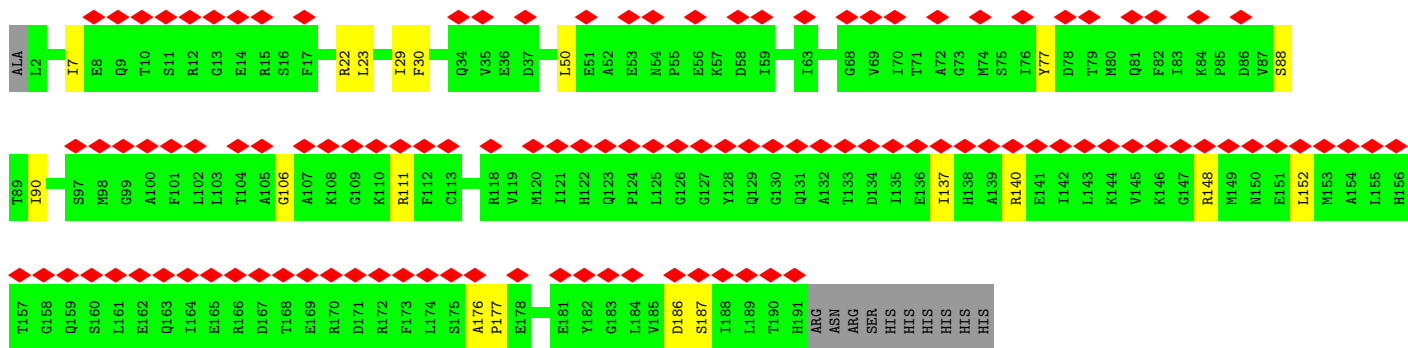 ALA L2 I7 E8 Q9 T10 S11 R12 G13 E14 R15 S16 F17 R22 L23 I29 F30 Q34 V35 E36 D37 L50 E51 A52 E53 N54 P55 E56 K57 D58 I59 I63 G68 V69 I70 T71 A72 G73 M74 S75 I76 Y77 D78 T79 M80 Q81 F82 I83 K84 P85 D86 V87 S88
T89 I90 S97 M98 G99 A100 F101 L102 L103 T104 A105 G106 A107 K108 G109 K110 R111 F112 C113 R118 V119 M120 I121 H122 Q123 P124 L125 G126 G127 Y128 Q129 G130 Q131 A132 T133 D134 I135 E136 I137 H138 A139 R140 E141 I142 L143 K144 V145 K146 G147 R148 M149 N150 E151 L152 M153 A154 L155 H156
T157 G158 Q159 S160 L161 E162 Q163 I164 E165 R166 D167 T168 E169 R170 D171 R172 F173 L174 S175 A176 P177 E178 E181 Y182 G183 L184 V185 D186 S187 I188 L189 T190 H191 ARG ASN ARG SER HIS HIS HIS HIS HIS HIS